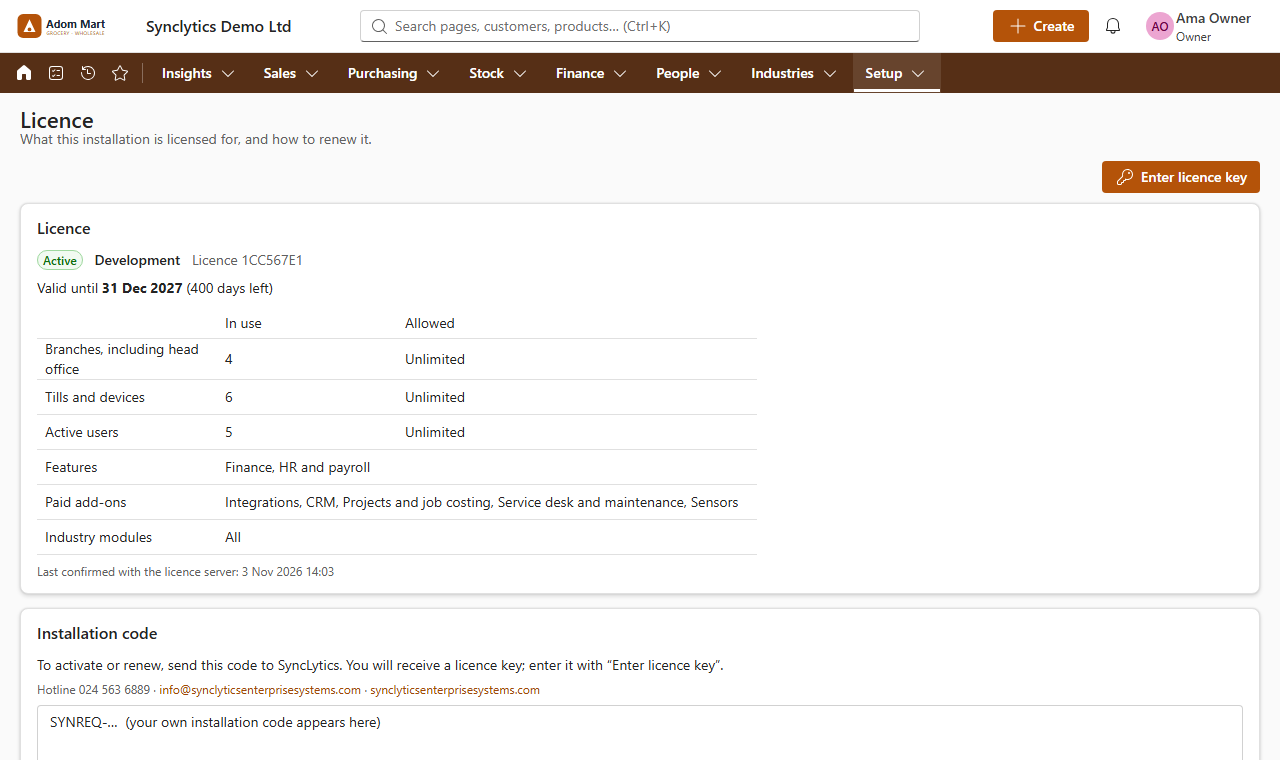 Adom Mart
GROCERY · WHOLESALE
Synclytics Demo Ltd
Search pages, customers, products... (Ctrl+K)
Create
AO
Ama Owner
Owner
Insights
Sales
Purchasing
Stock
Finance
People
Industries
Setup
Licence
What this installation is licensed for, and how to renew it.
Enter licence key
Licence
Active Development Licence 1CC567E1
Valid until 31 Dec 2027 (400 days left)
In use Allowed
Branches, including head office 4 Unlimited
Tills and devices 6 Unlimited
Active users 5 Unlimited
Features Finance, HR and payroll
Paid add-ons Integrations, CRM, Projects and job costing, Service desk and maintenance, Sensors
Industry modules All
Last confirmed with the licence server: 3 Nov 2026 14:03
Installation code
To activate or renew, send this code to SyncLytics. You will receive a licence key; enter it with “Enter licence key”.
Hotline 024 563 6889 · info@synclyticsenterprisesystems.com · synclyticsenterprisesystems.com
SYNREQ-... (your own installation code appears here)